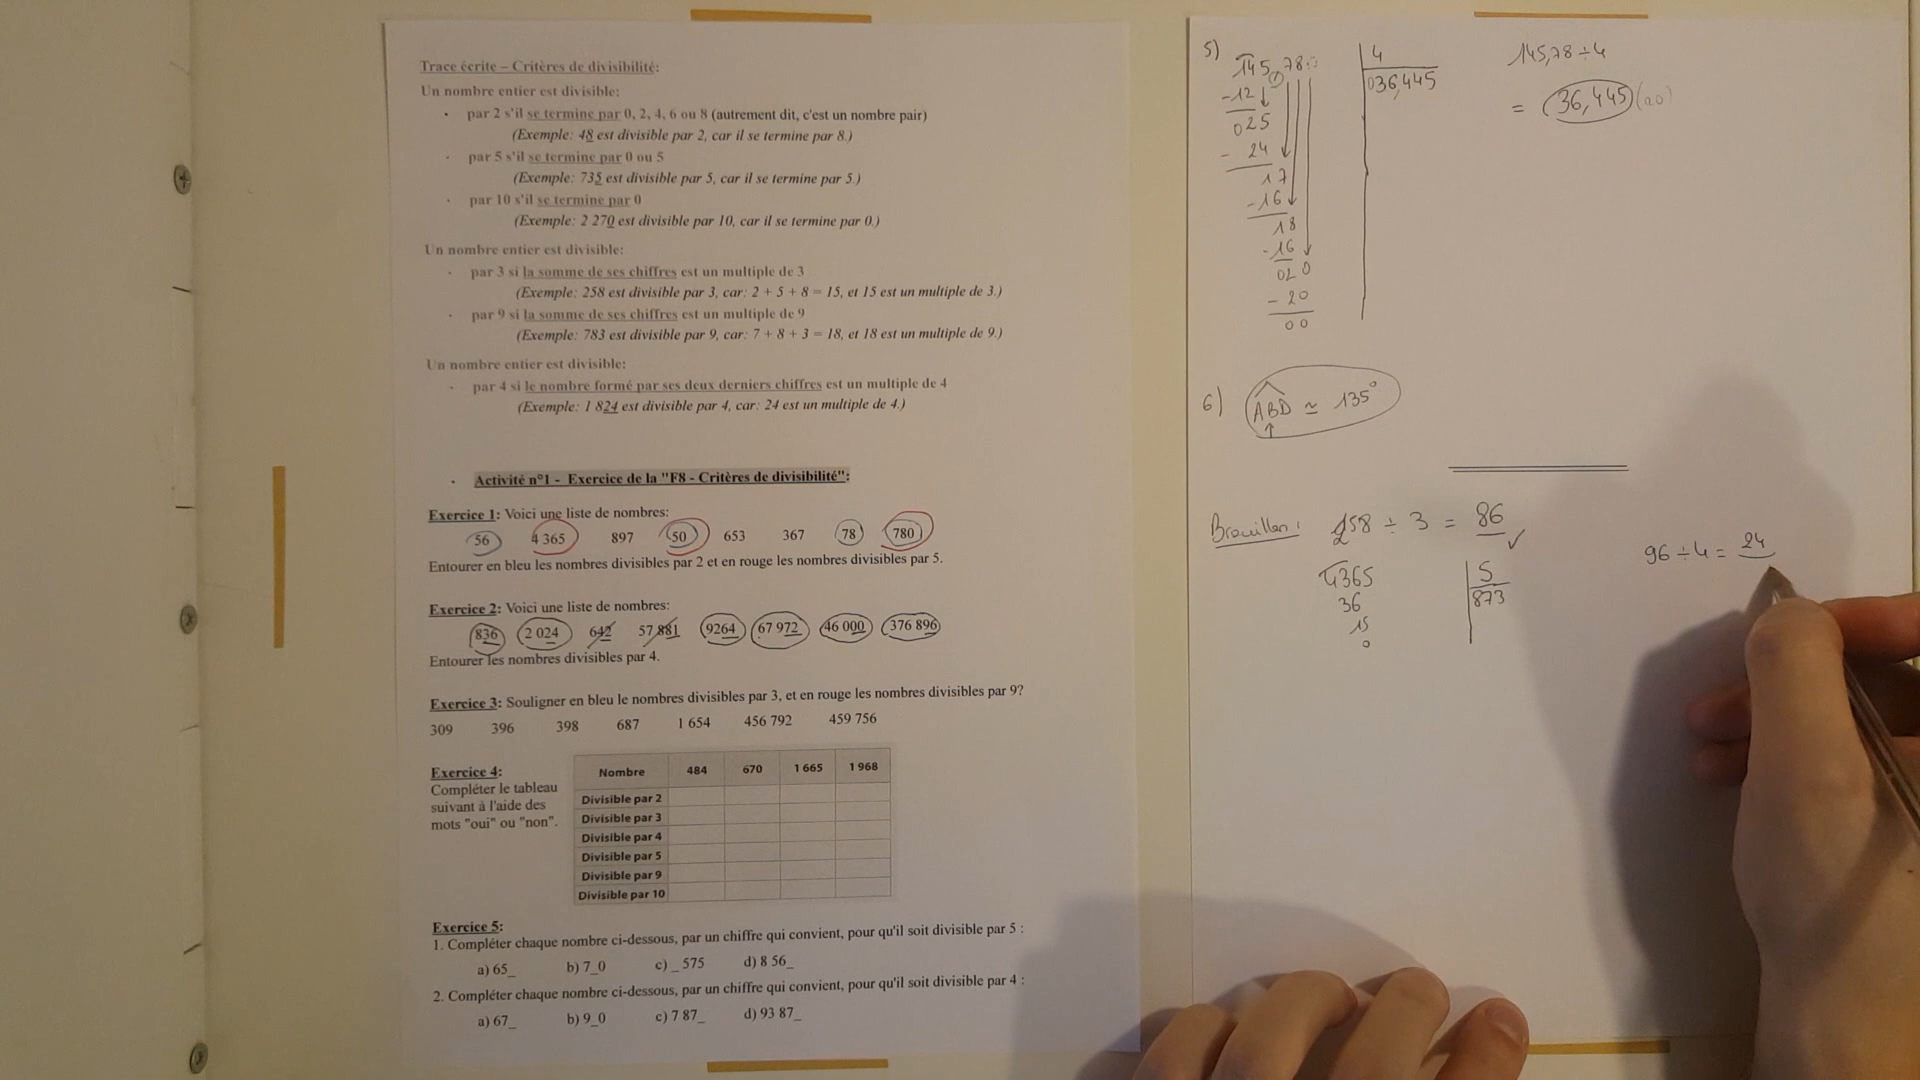 Trace écrite – Critères de divisibilité:
Un nombre entier est divisible:
- par 2 s'il se termine par 0, 2, 4, 6 ou 8 (autrement dit, c'est un nombre pair)
(Exemple: 48 est divisible par 2, car il se termine par 8.)
- par 5 s'il se termine par 0 ou 5
(Exemple: 735 est divisible par 5, car il se termine par 5.)
- par 10 s'il se termine par 0
(Exemple: 2 270 est divisible par 10, car il se termine par 0.)
Un nombre entier est divisible:
- par 3 si la somme de ses chiffres est un multiple de 3
(Exemple: 258 est divisible par 3, car: 2 + 5 + 8 = 15, et 15 est un multiple de 3.)
- par 9 si la somme de ses chiffres est un multiple de 9
(Exemple: 783 est divisible par 9, car: 7 + 8 + 3 = 18, et 18 est un multiple de 9.)
Un nombre entier est divisible:
- par 4 si le nombre formé par ses deux derniers chiffres est un multiple de 4
(Exemple: 1 824 est divisible par 4, car: 24 est un multiple de 4.)
- Activité n°1 - Exercice de la "F8 - Critères de divisibilité":
Exercice 1: Voici une liste de nombres:
56 4 365 897 50 653 367 78 780
Entourer en bleu les nombres divisibles par 2 et en rouge les nombres divisibles par 5.
Exercice 2: Voici une liste de nombres:
836 2 024 642 57 881 9264 67 972 46 000 376 896
Entourer les nombres divisibles par 4.
Exercice 3: Souligner en bleu le nombres divisibles par 3, et en rouge les nombres divisibles par 9?
309 396 398 687 1 654 456 792 459 756
Exercice 4:
Compléter le tableau
suivant à l'aide des
mots "oui" ou "non".
Nombre 484 670 1 665 1 968
Divisible par 2
Divisible par 3
Divisible par 4
Divisible par 5
Divisible par 9
Divisible par 10
Exercice 5:
1. Compléter chaque nombre ci-dessous, par un chiffre qui convient, pour qu'il soit divisible par 5 :
a) 65_ b) 7_0 c) _ 575 d) 8 56_
2. Compléter chaque nombre ci-dessous, par un chiffre qui convient, pour qu'il soit divisible par 4 :
a) 67_ b) 9_0 c) 7 87_ d) 93 87_
5) 145,78 4
036,445
-12
025
- 24
17
-16
18
-16
020
- 20
00
145,78 ÷ 4
= 36,445
6) ABD ≃ 135°
Brouillon: 258 ÷ 3 = 86 ✓
4365 5
36 873
15
0
96 ÷ 4 = 24